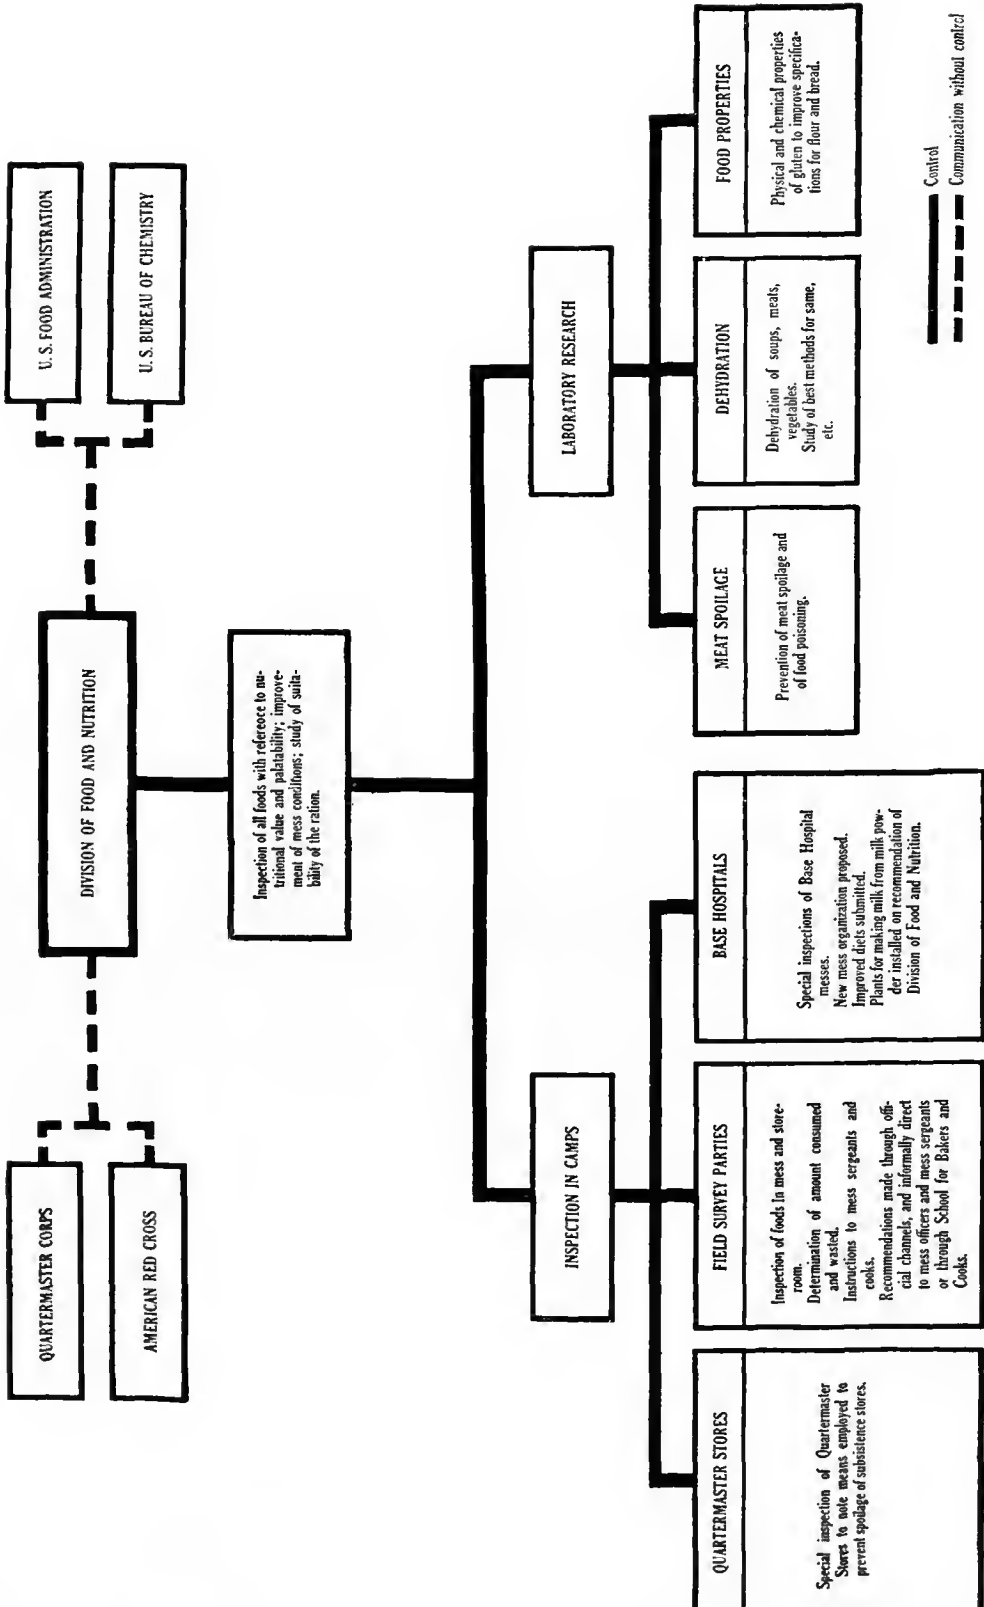 QUARTERMASTER CORPS
AMERICAN RED CROSS
DIVISION OF FOOD AND NUTRITION
U. S. FOOD ADMINISTRATION
U. S. BUREAU OF CHEMISTRY
Inspection of all foods with refereoce to nu-
tritional value and palatability; improve-
ment of mess conditions; study of suita-
bility of the ration.
INSPECTION IN CAMPS
LABORATORY RESEARCH
QUARTERMASTER STORES
Special inspection of Quartermaster
Stores to note means employed to
prevent spoilage of subsistence stores.
FIELD SURVEY PARTIES
Inspection of foods in mess and store-
room.
Determination of amount consumed
and wasted.
Instructions to mess sergeants and
cooks.
Recommendations made through offi-
cial channels, and informally direct
to mess officers and mess sergeants
or through School for Bakers and
Cooks.
BASE HOSPITALS
Special inspections of Base Hospital
messes.
New mess organization proposed.
Improved diets submitted.
Plants for making milk from milk pow-
der installed on recommendation of
Division of Food and Nutrition.
MEAT SPOILAGE
Prevention of meat spoilage and
of food poisoning.
DEHYDRATION
Dehydration of soups, meats,
vegetables.
Study of best methods for same,
etc.
FOOD PROPERTIES
Physical and chemical properties
of gluten to improve specifica-
tions for flour and bread.
Control
Communication without control